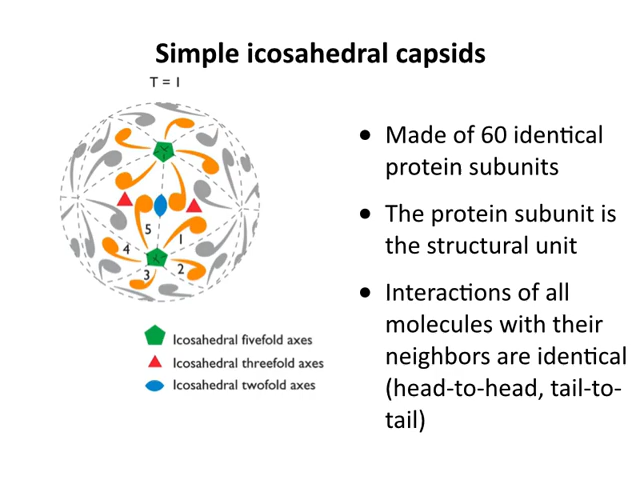 Simple icosahedral capsids
T = 1
5
1
4
3
2
Icosahedral fivefold axes
Icosahedral threefold axes
Icosahedral twofold axes
• Made of 60 identical
protein subunits
• The protein subunit is
the structural unit
• Interactions of all
molecules with their
neighbors are identical
(head-to-head, tail-to-
tail)